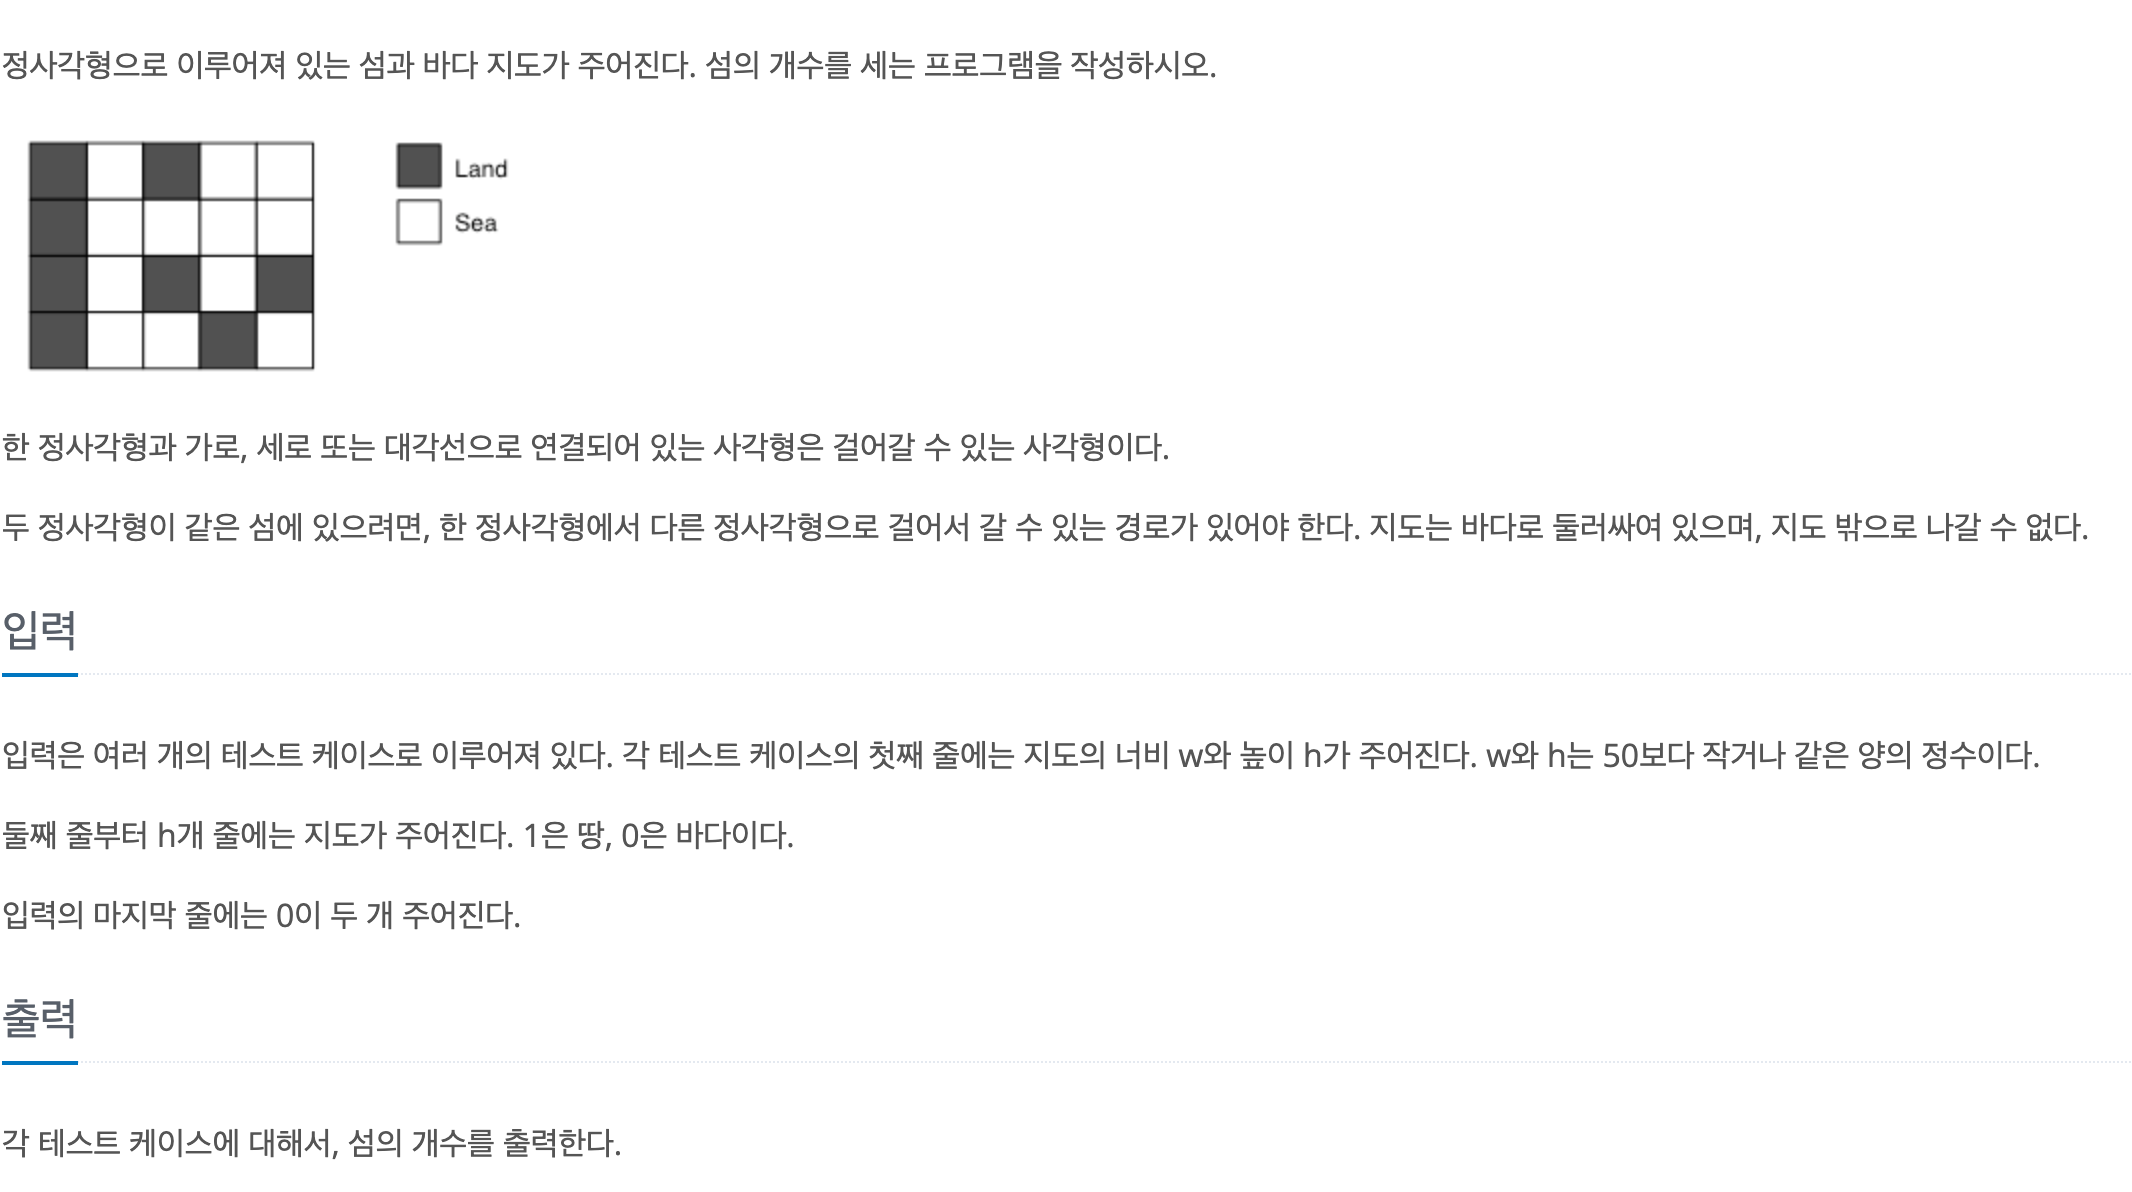 정사각형으로 이루어져 있는 섬과 바다 지도가 주어진다. 섬의 개수를 세는 프로그램을 작성하시오.
Land
Sea
한 정사각형과 가로, 세로 또는 대각선으로 연결되어 있는 사각형은 걸어갈 수 있는 사각형이다.
두 정사각형이 같은 섬에 있으려면, 한 정사각형에서 다른 정사각형으로 걸어서 갈 수 있는 경로가 있어야 한다. 지도는 바다로 둘러싸여 있으며, 지도 밖으로 나갈 수 없다.
입력
입력은 여러 개의 테스트 케이스로 이루어져 있다. 각 테스트 케이스의 첫째 줄에는 지도의 너비 w와 높이 h가 주어진다. w와 h는 50보다 작거나 같은 양의 정수이다.
둘째 줄부터 h개 줄에는 지도가 주어진다. 1은 땅, 0은 바다이다.
입력의 마지막 줄에는 0이 두 개 주어진다.
출력
각 테스트 케이스에 대해서, 섬의 개수를 출력한다.